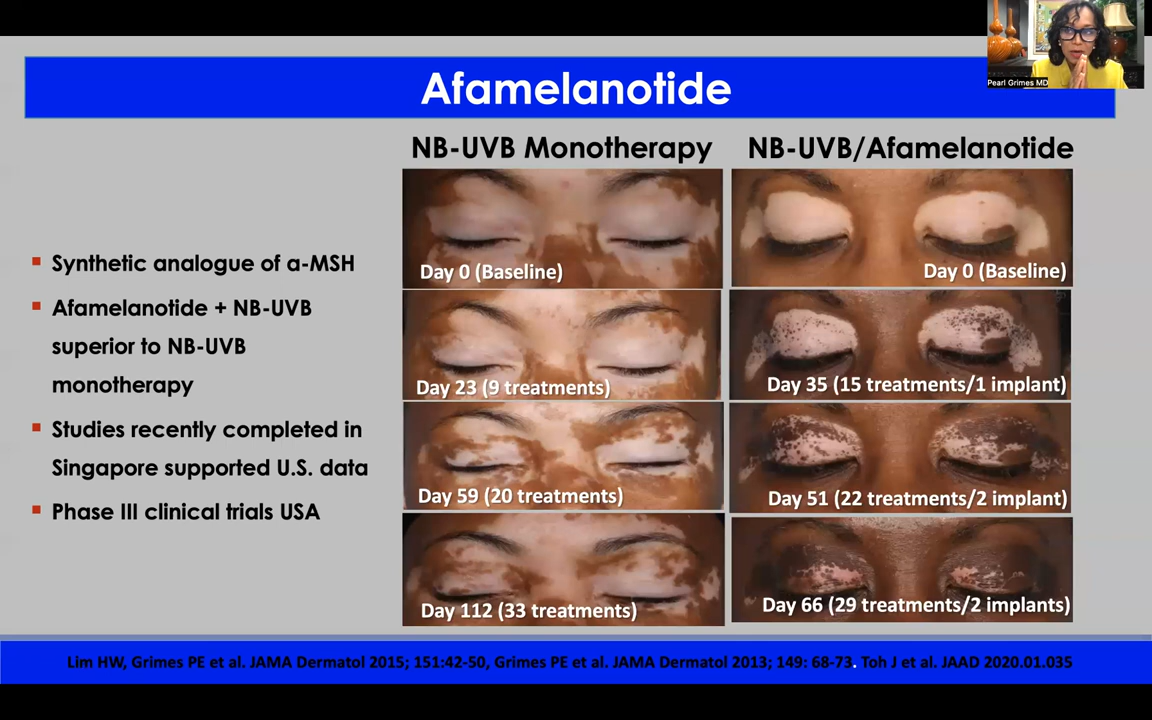 Afamelanotide
Pearl Grimes MD
NB-UVB Monotherapy
NB-UVB/Afamelanotide
▪ Synthetic analogue of α-MSH
▪ Afamelanotide + NB-UVB
superior to NB-UVB
monotherapy
▪ Studies recently completed in
Singapore supported U.S. data
▪ Phase III clinical trials USA
Day 0 (Baseline)
Day 23 (9 treatments)
Day 59 (20 treatments)
Day 112 (33 treatments)
Day 0 (Baseline)
Day 35 (15 treatments/1 implant)
Day 51 (22 treatments/2 implant)
Day 66 (29 treatments/2 implants)
Lim HW, Grimes PE et al. JAMA Dermatol 2015; 151:42-50, Grimes PE et al. JAMA Dermatol 2013; 149: 68-73. Toh J et al. JAAD 2020.01.035